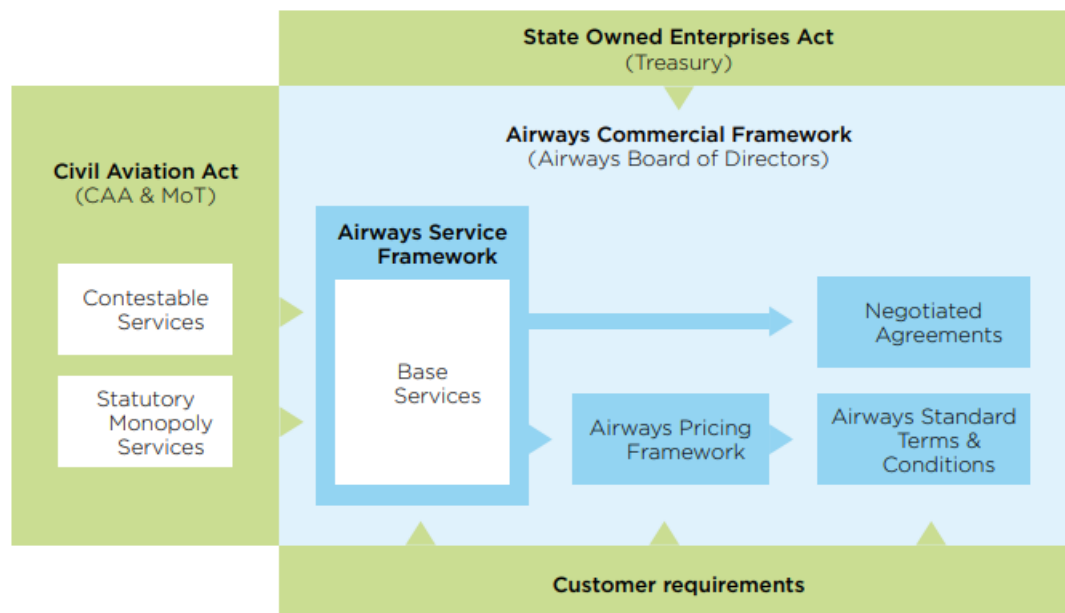 State Owned Enterprises Act
(Treasury)
Civil Aviation Act
(CAA & MoT)
Contestable
Services
Statutory
Monopoly
Services
Airways Commercial Framework
(Airways Board of Directors)
Airways Service
Framework
Base
Services
Negotiated
Agreements
Airways Pricing
Framework
Airways Standard
Terms &
Conditions
Customer requirements